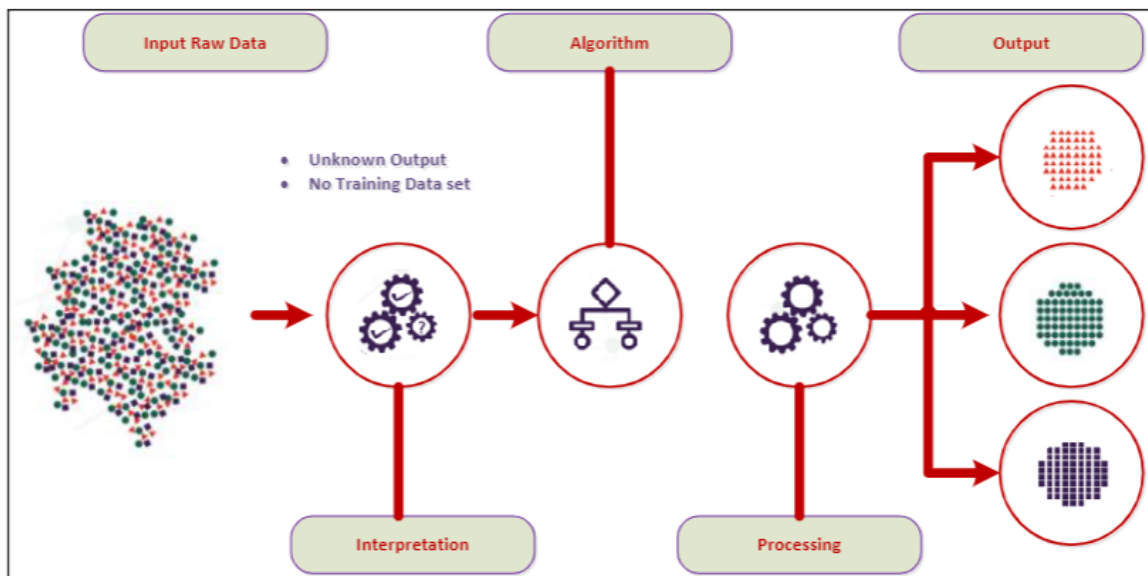 Input Raw Data
Algorithm
Output
• Unknown Output
• No Training Data set
?
Interpretation
Processing